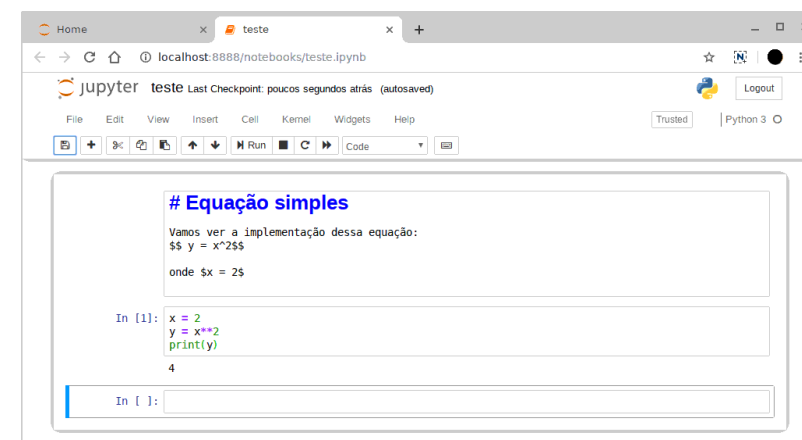 Home
teste
localhost:8888/notebooks/teste.ipynb
jupyter teste Last Checkpoint: poucos segundos atrás (autosaved)
Logout
File Edit View Insert Cell Kernel Widgets Help
Trusted
Python 3
Run
Code
# Equação simples
Vamos ver a implementação dessa equação:
$$ y = x^2$$
onde $x = 2$
In [1]: x = 2
y = x**2
print(y)
4
In [ ]: